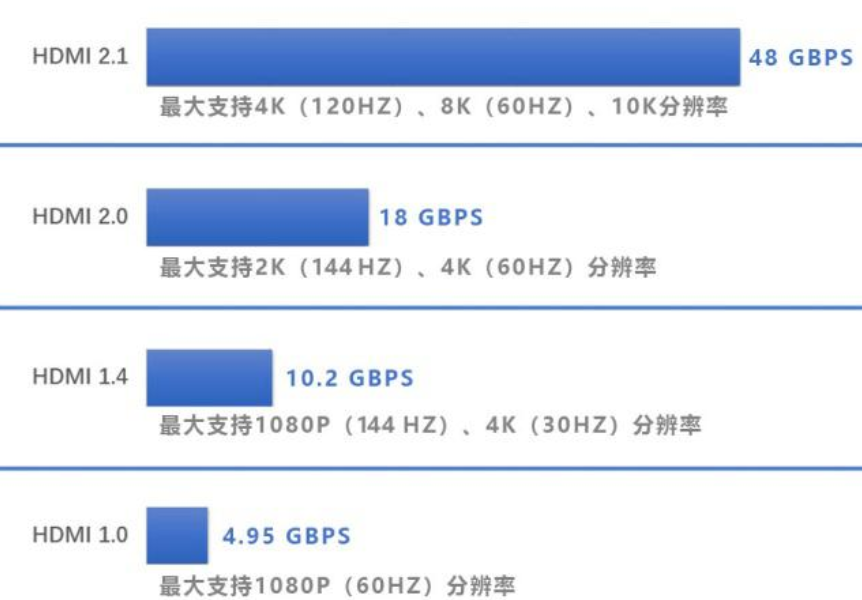 HDMI 2.1
48 GBPS
最大支持4K（120HZ）、8K（60HZ）、10K分辨率
HDMI 2.0
18 GBPS
最大支持2K（144HZ）、4K（60HZ）分辨率
HDMI 1.4
10.2 GBPS
最大支持1080P（144 HZ）、4K（30HZ）分辨率
HDMI 1.0
4.95 GBPS
最大支持1080P（60HZ）分辨率